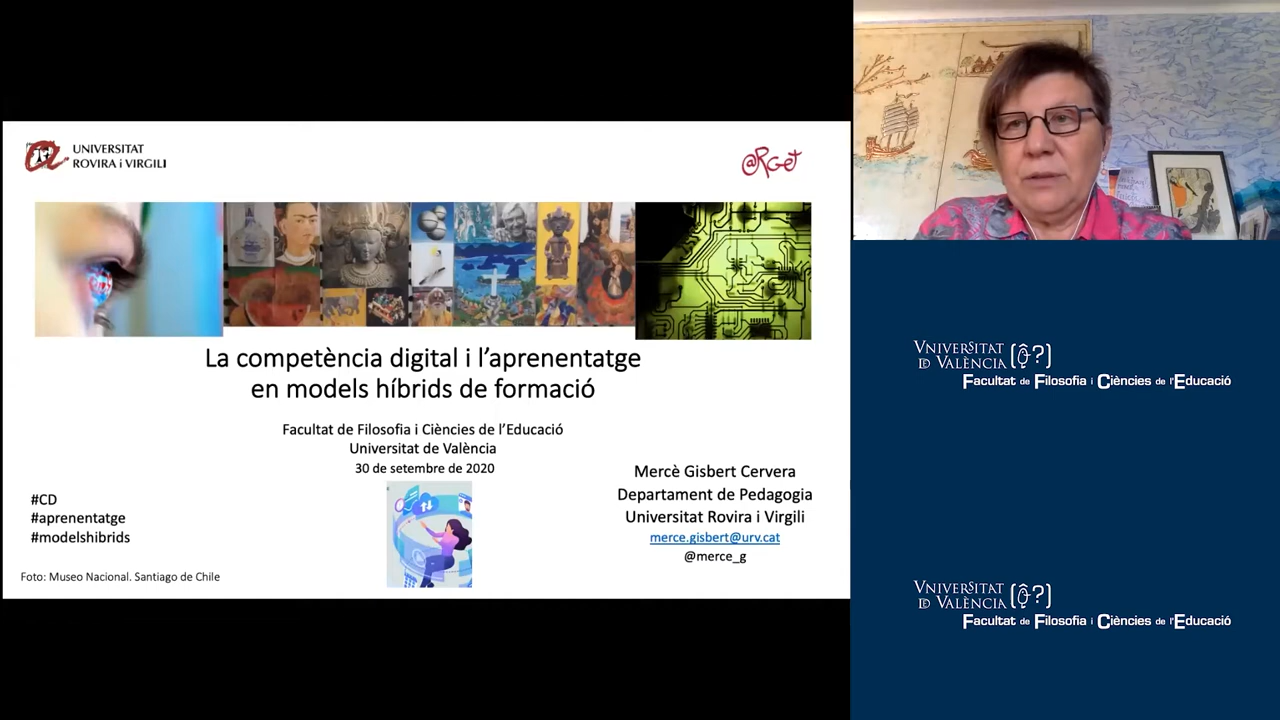 UNIVERSITAT
ROVIRA i VIRGILI
@RGet
La competència digital i l'aprenentatge
en models híbrids de formació
Facultat de Filosofia i Ciències de l'Educació
Universitat de València
30 de setembre de 2020
Mercè Gisbert Cervera
Departament de Pedagogia
Universitat Rovira i Virgili
merce.gisbert@urv.cat
@merce_g
#CD
#aprenentatge
#modelshibrids
Foto: Museo Nacional. Santiago de Chile
VNIVERSITAT
ID VALÈNCIA
Facultat de Filosofia i Ciències de l'Educació
VNIVERSITAT
ID VALÈNCIA
Facultat de Filosofia i Ciències de l'Educació